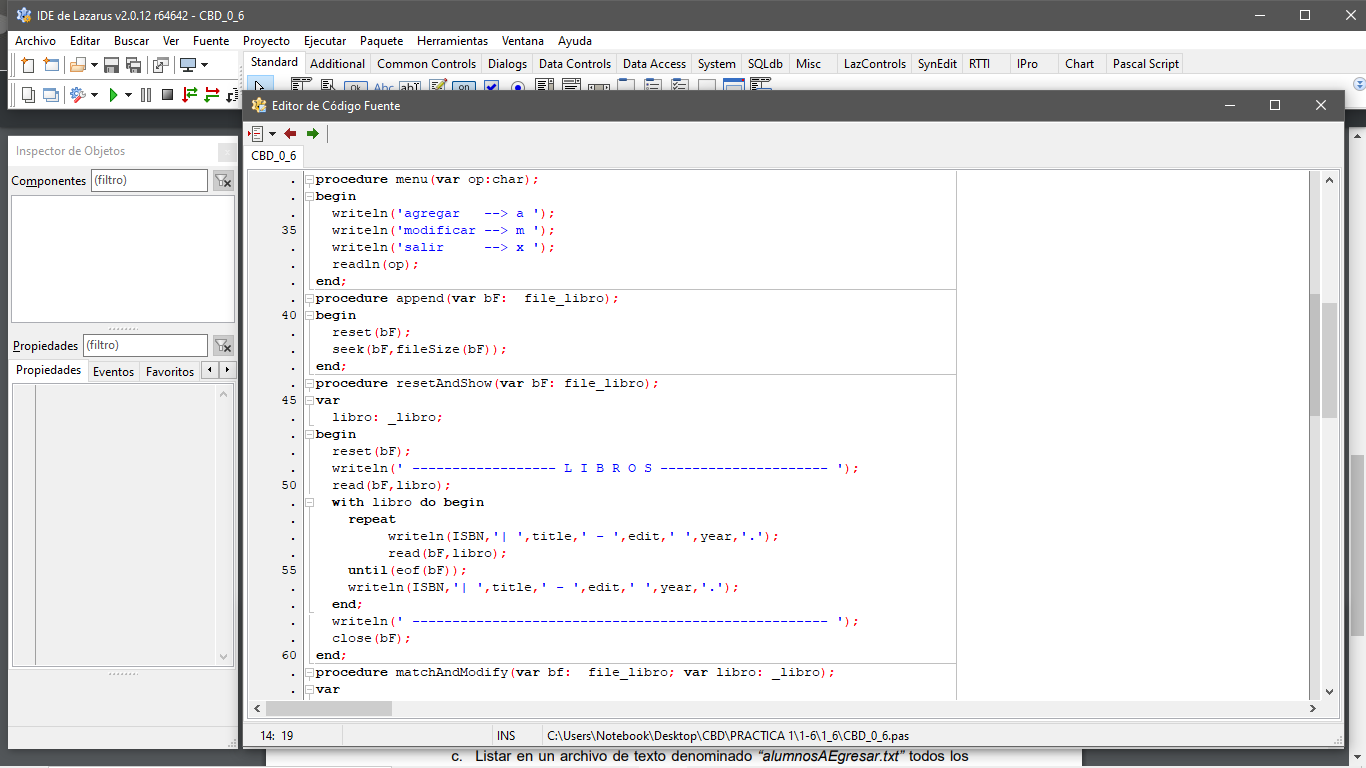 IDE de Lazarus v2.0.12 r64642 - CBD_0_6
Archivo Editar Buscar Ver Fuente Proyecto Ejecutar Paquete Herramientas Ventana Ayuda
Standard Additional Common Controls Dialogs Data Controls Data Access System SQLdb Misc LazControls SynEdit RTTI IPro Chart Pascal Script
Editor de Código Fuente
CBD_0_6
Inspector de Objetos
Componentes (filtro)
Propiedades (filtro)
Propiedades Eventos Favoritos
procedure menu(var op:char);
begin
writeln('agregar   --> a ');
35 writeln('modificar --> m ');
writeln('salir     --> x ');
readln(op);
end;
procedure append(var bF:  file_libro);
40 begin
reset(bF);
seek(bF,fileSize(bF));
end;
procedure resetAndShow(var bF: file_libro);
45 var
libro: _libro;
begin
reset(bF);
writeln(' ------------------ L I B R O S --------------------- ');
50 read(bF,libro);
with libro do begin
repeat
writeln(ISBN,'| ',title,' - ',edit,' ',year,'.');
read(bF,libro);
55 until(eof(bF));
writeln(ISBN,'| ',title,' - ',edit,' ',year,'.');
end;
writeln(' ---------------------------------------------------- ');
close(bF);
60 end;
procedure matchAndModify(var bf:  file_libro; var libro: _libro);
var
14: 19 INS C:\Users\Notebook\Desktop\CBD\PRACTICA 1\1-6\1_6\CBD_0_6.pas
c. Listar en un archivo de texto denominado “alumnosAEgresar.txt” todos los